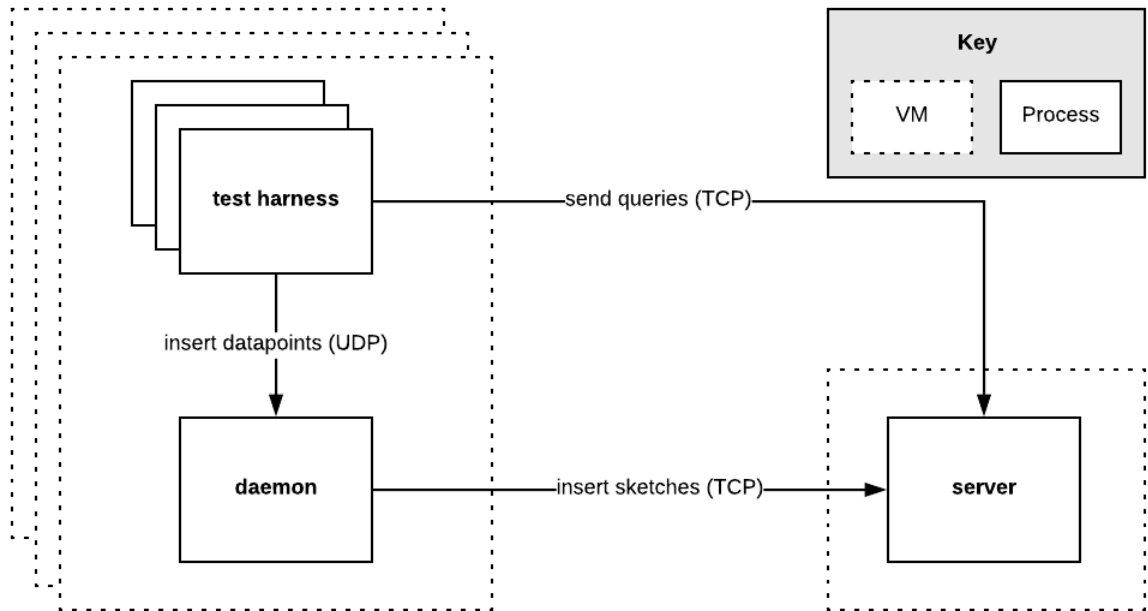 Key
VM
Process
test harness
send queries (TCP)
insert datapoints (UDP)
daemon
insert sketches (TCP)
server